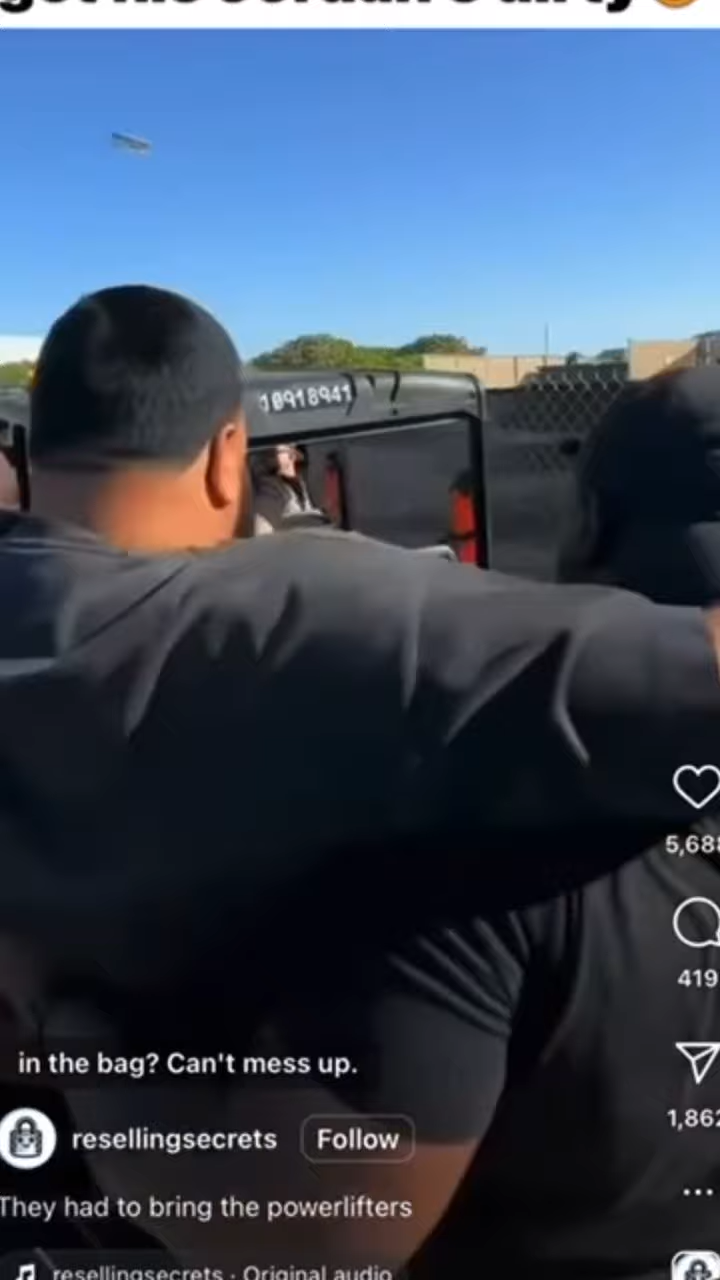 10918941
5,688
419
in the bag? Can't mess up.
1,862
resellingsecrets
Follow
They had to bring the powerlifters
resellingsecrets · Original audio